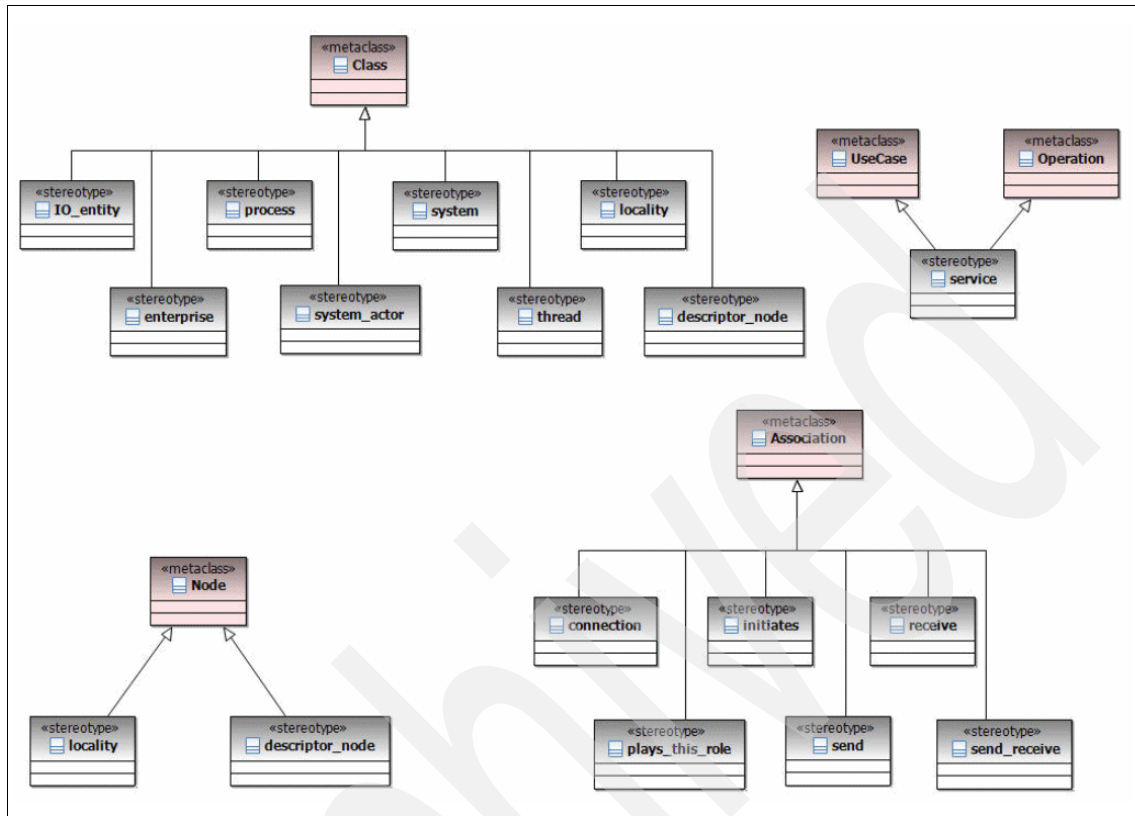 «metaclass»
Class
«stereotype»
IO_entity
«stereotype»
process
«stereotype»
system
«stereotype»
locality
«stereotype»
enterprise
«stereotype»
system_actor
«stereotype»
thread
«stereotype»
descriptor_node
«metaclass»
UseCase
«metaclass»
Operation
«stereotype»
service
«metaclass»
Association
«stereotype»
connection
«stereotype»
initiates
«stereotype»
receive
«stereotype»
plays_this_role
«stereotype»
send
«stereotype»
send_receive
«metaclass»
Node
«stereotype»
locality
«stereotype»
descriptor_node
hived